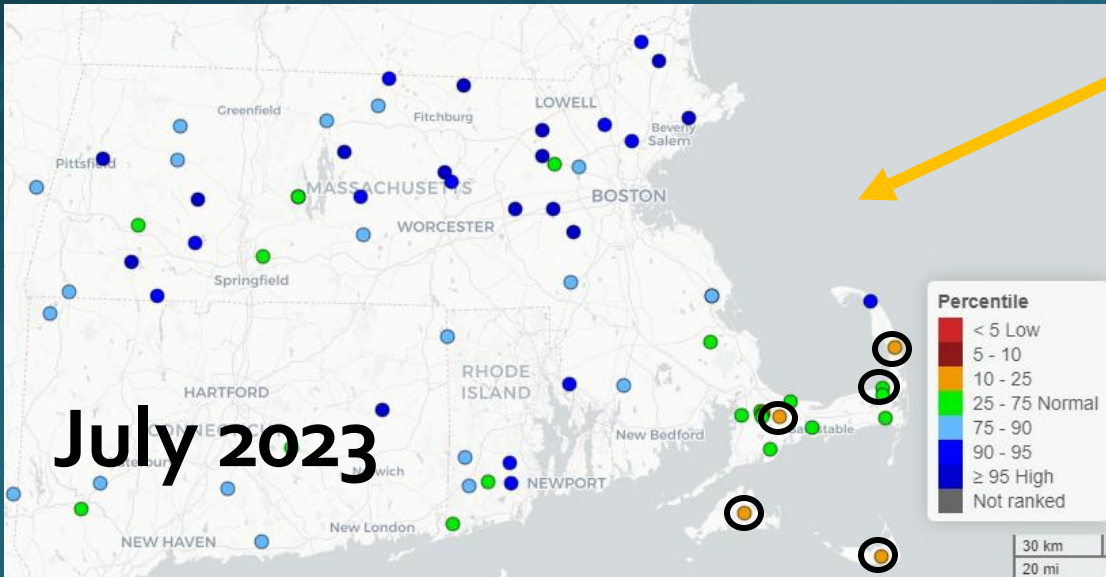 Greenfield
Fitchburg
LOWELL
Beverly
Salem
Pittsfield
MASSACHUSETTS
BOSTON
WORCESTER
Springfield
Percentile
< 5 Low
5 - 10
10 - 25
25 - 75 Normal
75 - 90
90 - 95
≥ 95 High
Not ranked
RHODE
ISLAND
HARTFORD
July 2023
New Bedford
NEWPORT
New London
NEW HAVEN
30 km
20 mi